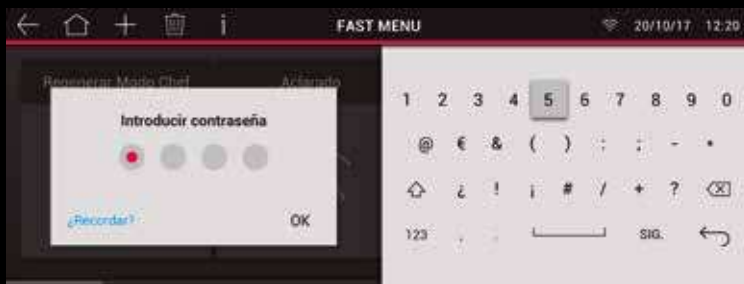 FAST MENU 20/10/17 12:20
Regenerar Modo Chef Aclarado
Introducir contraseña
¿Recordar? OK
1 2 3 4 5 6 7 8 9 0
@ € & ( ) : ; - *
¿ ! ¡ # / + ? 
123 , . SIG.